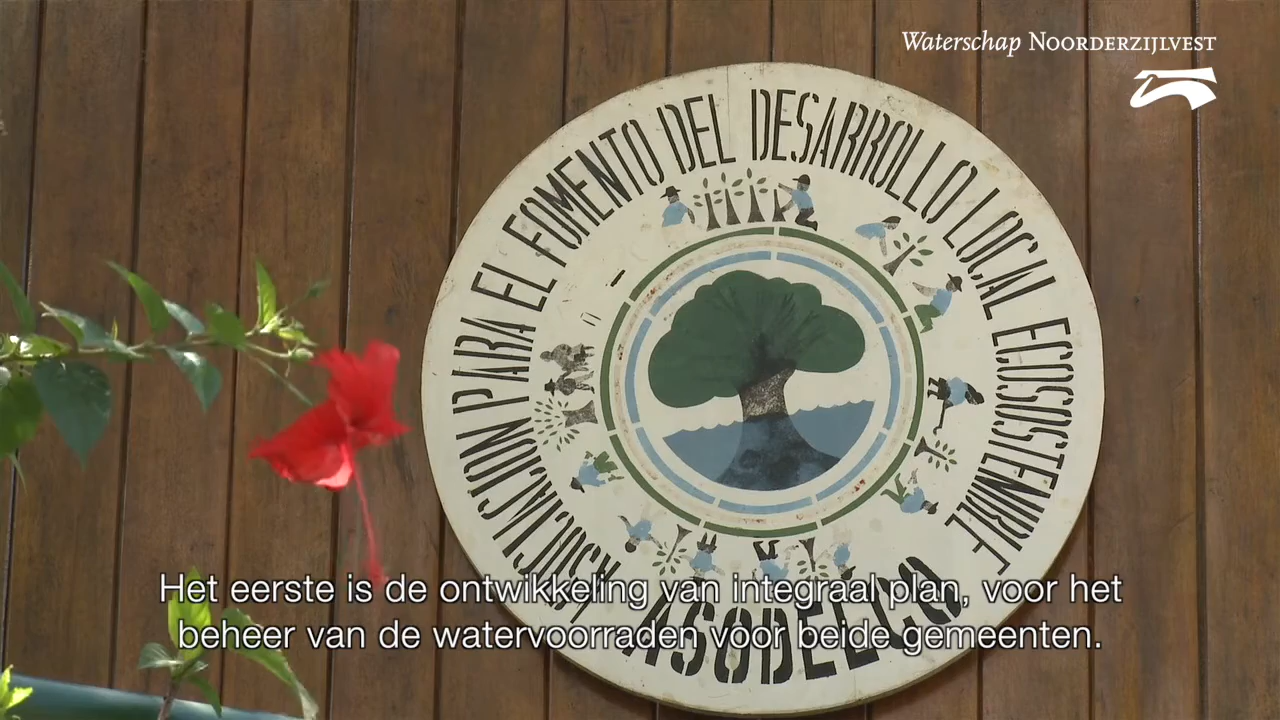 Waterschap NOORDERZIJLVEST
ASOCIACION PARA EL FOMENTO DEL DESARROLLO LOCAL ECOSOSTENIBLE
ASODELCO
Het eerste is de ontwikkeling van integraal plan, voor het
beheer van de watervoorraden voor beide gemeenten.